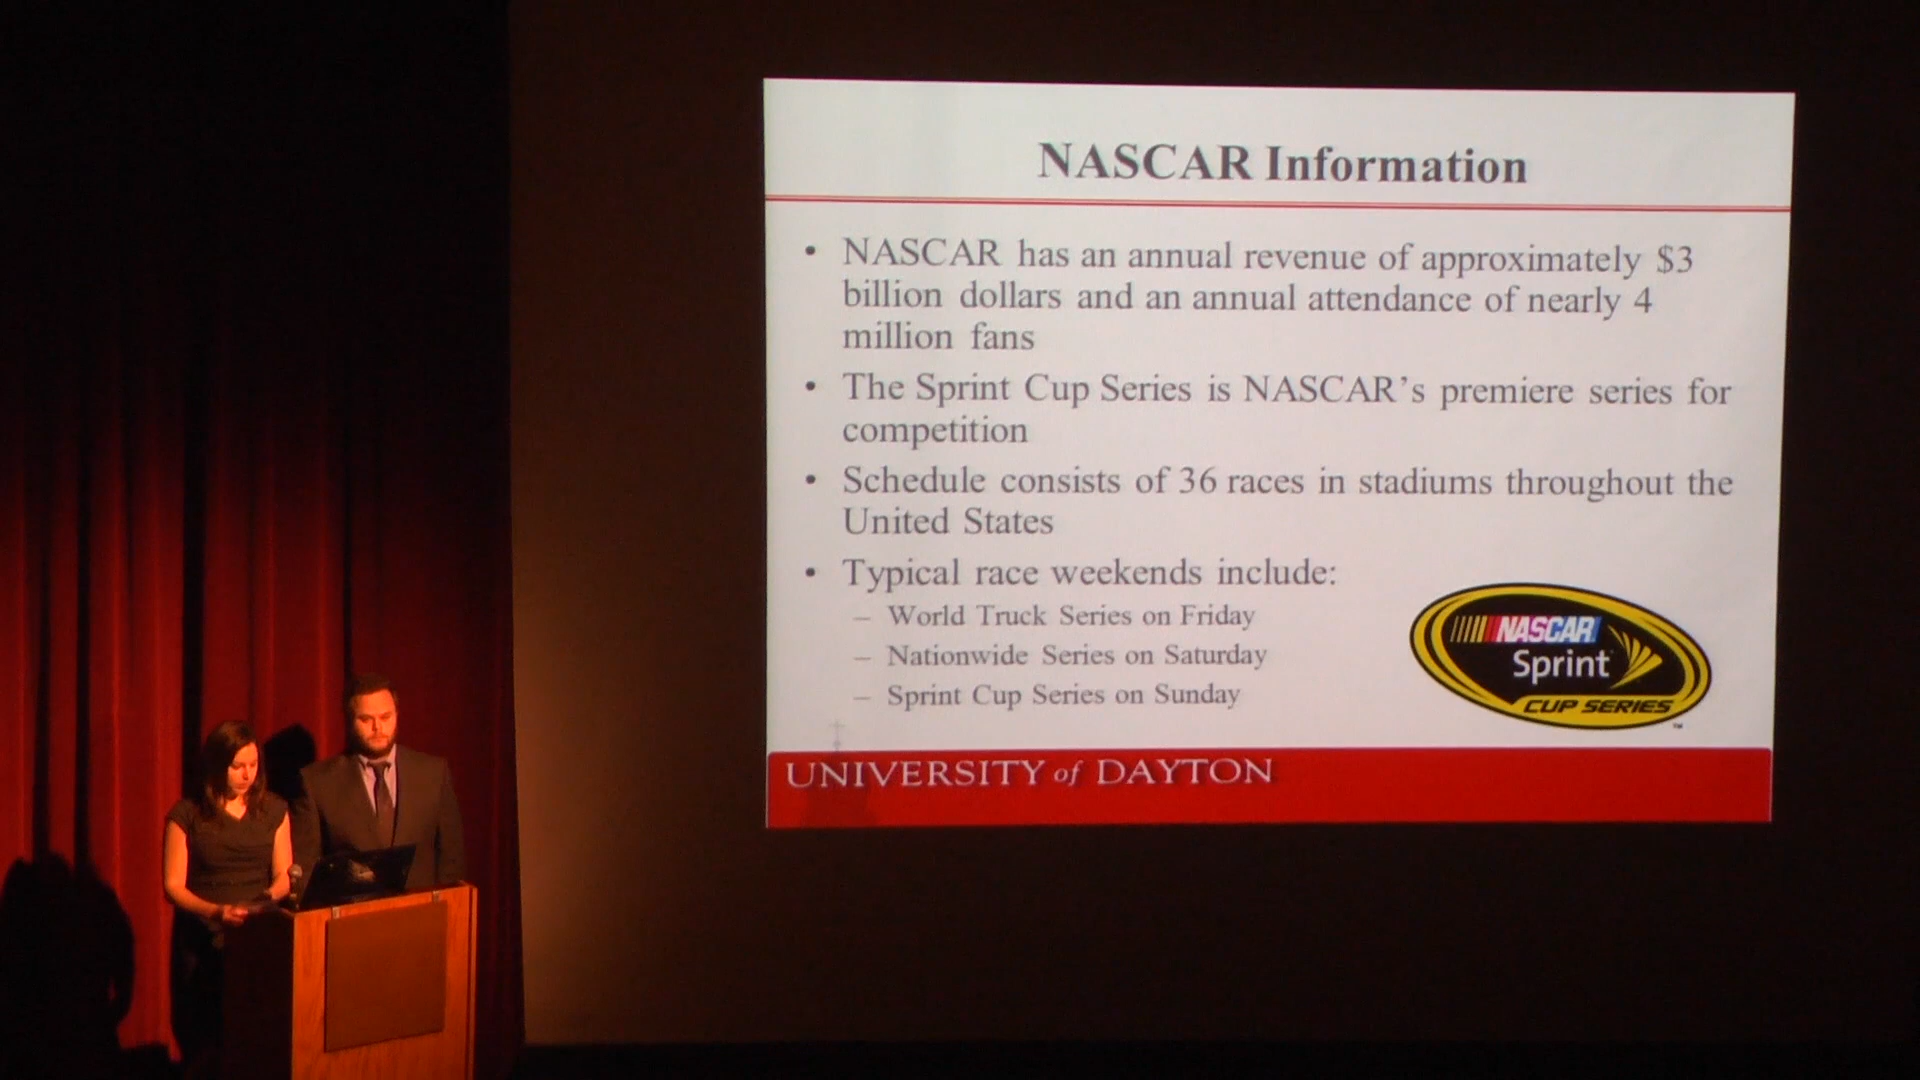 NASCAR Information
• NASCAR has an annual revenue of approximately $3
billion dollars and an annual attendance of nearly 4
million fans
• The Sprint Cup Series is NASCAR's premiere series for
competition
• Schedule consists of 36 races in stadiums throughout the
United States
• Typical race weekends include:
– World Truck Series on Friday
– Nationwide Series on Saturday
– Sprint Cup Series on Sunday
NASCAR
Sprint
CUP SERIES
™
UNIVERSITY of DAYTON